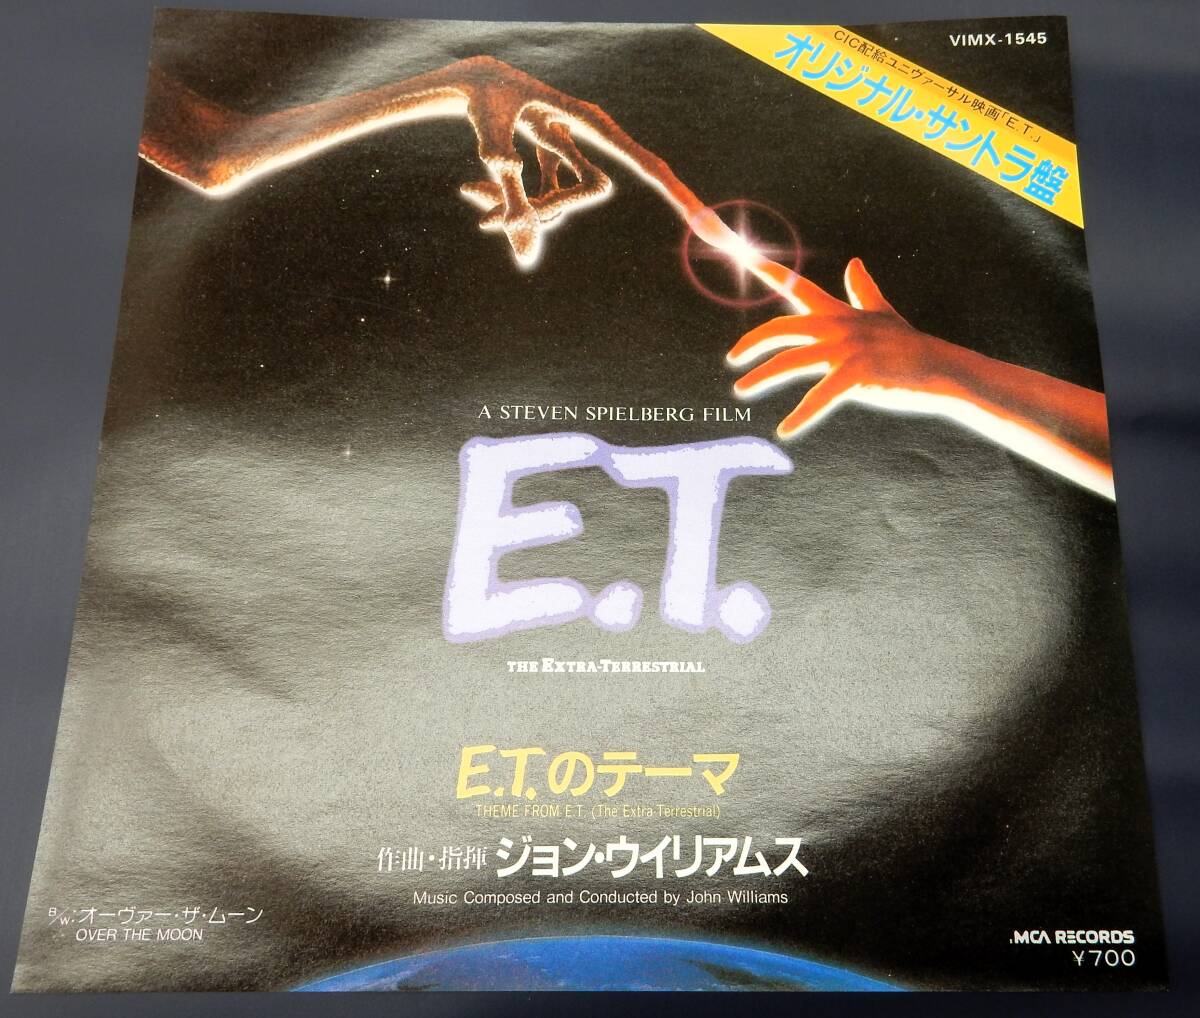 VIMX-1545
CIC配給ユニヴァーサル映画「E.T.」
オリジナル・サントラ盤
A STEVEN SPIELBERG FILM
E.T.
THE EXTRA-TERRESTRIAL
E.T.のテーマ
THEME FROM E.T. (The Extra-Terrestrial)
作曲・指揮 ジョン・ウイリアムス
Music Composed and Conducted by John Williams
B/W: オーヴァー・ザ・ムーン
OVER THE MOON
MCA RECORDS
¥700